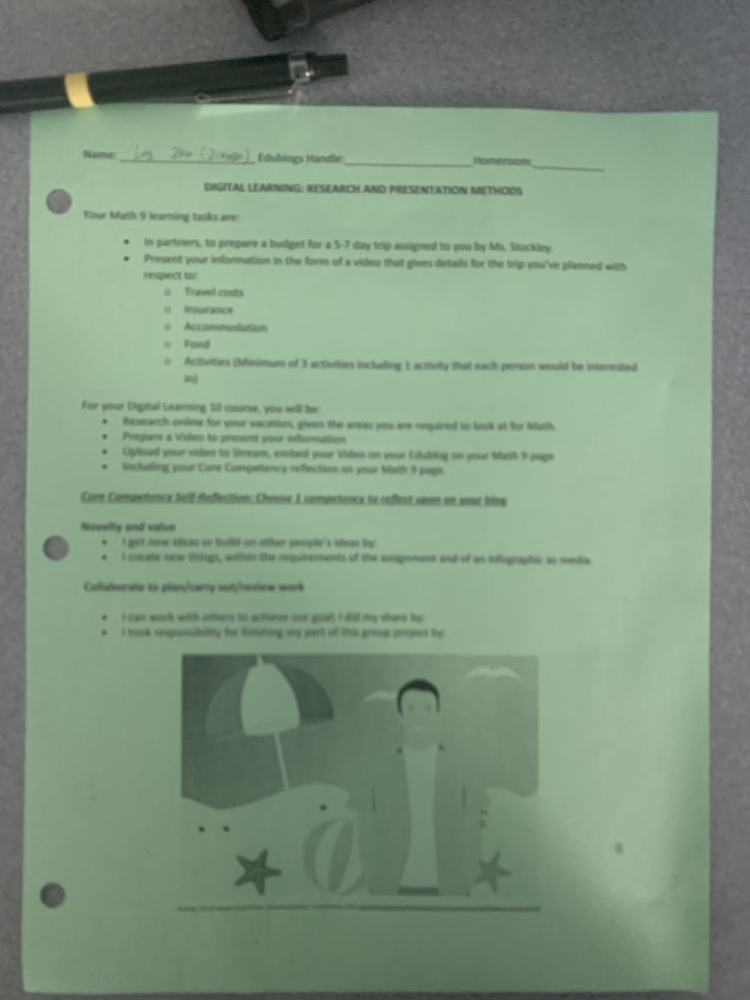 Name: Edublogs Handle: Homeroom:
DIGITAL LEARNING: RESEARCH AND PRESENTATION METHODS
Your Math 9 learning tasks are:
• In partners, to prepare a budget for a 5-7 day trip assigned to you by Ms. Stockley.
• Present your information in the form of a video that gives details for the trip you've planned with
respect to:
o Travel costs
o Insurance
o Accommodation
o Food
o Activities (Minimum of 3 activities including 1 activity that each person would be interested
in)
For your Digital Learning 10 course, you will be:
• Research online for your vacation, given the areas you are required to look at for Math.
• Prepare a Video to present your information
• Upload your video to Stream, embed your Video on your Edublog on your Math 9 page
• Including your Core Competency reflection on your Math 9 page.
Core Competency Self-Reflection: Choose 1 competency to reflect upon on your blog
Novelty and value
• I get new ideas or build on other people's ideas by:
• I create new things, within the requirements of the assignment and of an infographic as media.
Collaborate to plan/carry out/review work
• I can work with others to achieve our goal; I did my share by:
• I took responsibility for finishing my part of this group project by: